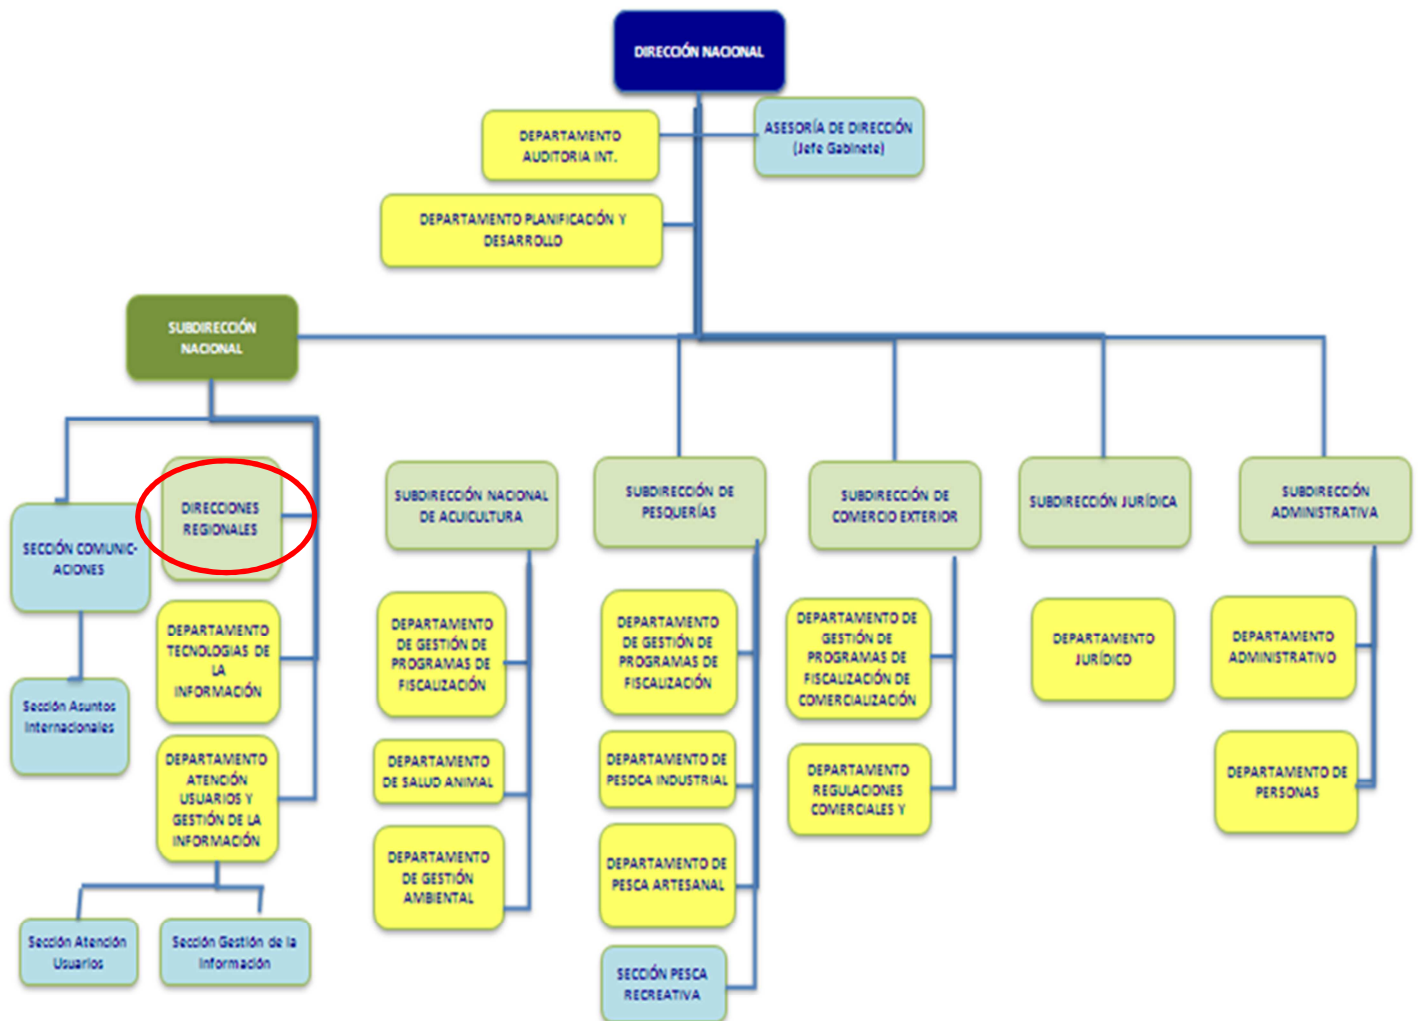 DIRECCIÓN NACIONAL
DEPARTAMENTO
AUDITORIA INT.
ASESORÍA DE DIRECCIÓN
(Jefe Gabinete)
DEPARTAMENTO PLANIFICACIÓN Y
DESARROLLO
SUBDIRECCIÓN
NACIONAL
SECCIÓN COMUNIC-
ACIONES
DIRECCIONES
REGIONALES
SUBDIRECCIÓN NACIONAL
DE ACUICULTURA
SUBDIRECCIÓN DE
PESQUERÍAS
SUBDIRECCIÓN DE
COMERCIO EXTERIOR
SUBDIRECCIÓN JURÍDICA
SUBDIRECCIÓN
ADMINISTRATIVA
Sección Asuntos
Internacionales
DEPARTAMENTO
TECNOLOGIAS DE
LA
INFORMACIÓN
DEPARTAMENTO
ATENCIÓN
USUARIOS Y
GESTIÓN DE LA
INFORMACIÓN
Sección Atención
Usuarios
Sección Gestión de la
Información
DEPARTAMENTO
DE GESTIÓN DE
PROGRAMAS DE
FISCALIZACIÓN
DEPARTAMENTO
DE SALUD ANIMAL
DEPARTAMENTO
DE GESTIÓN
AMBIENTAL
DEPARTAMENTO
DE GESTIÓN DE
PROGRAMAS DE
FISCALIZACIÓN
DEPARTAMENTO DE
PESDCA INDUSTRIAL
DEPARTAMENTO DE
PESCA ARTESANAL
SECCIÓN PESCA
RECREATIVA
DEPARTAMENTO DE
GESTIÓN DE
PROGRAMAS DE
FISCALIZACIÓN DE
COMERCIALIZACIÓN
DEPARTAMENTO
REGULACIONES
COMERCIALES Y
DEPARTAMENTO
JURÍDICO
DEPARTAMENTO
ADMINISTRATIVO
DEPARTAMENTO DE
PERSONAS